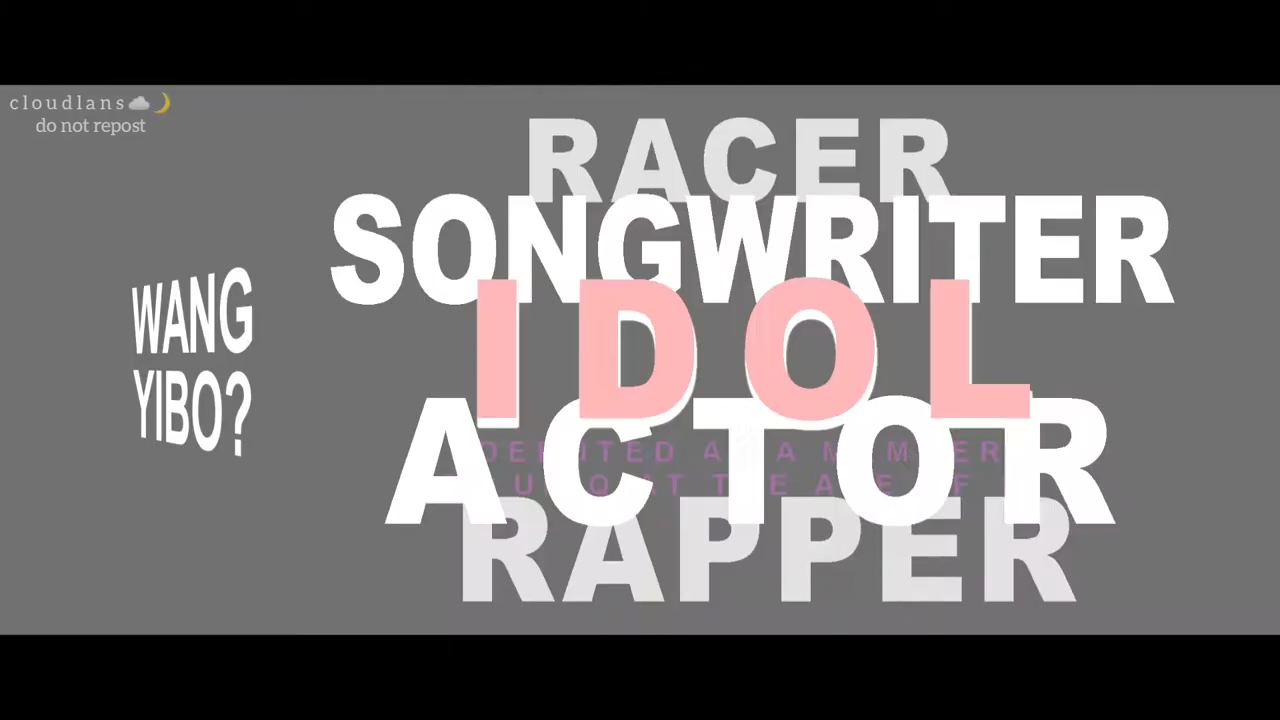 cloudlans☁️🌙
do not repost
WANG
YIBO?
RACER
SONGWRITER
IDOL
ACTOR
RAPPER